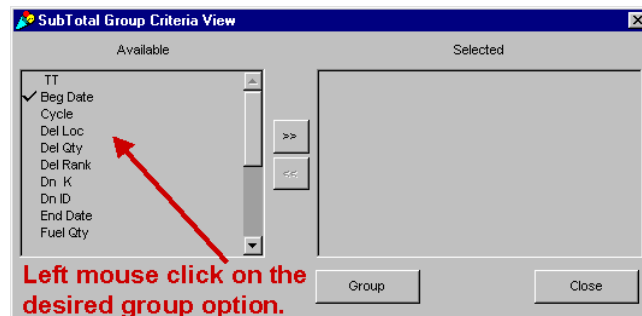 SubTotal Group Criteria View
Available
Selected
TT
Beg Date
Cycle
Del Loc
Del Qty
Del Rank
Dn K
Dn ID
End Date
Fuel Qty
>>
<<
Left mouse click on the
desired group option.
Group
Close